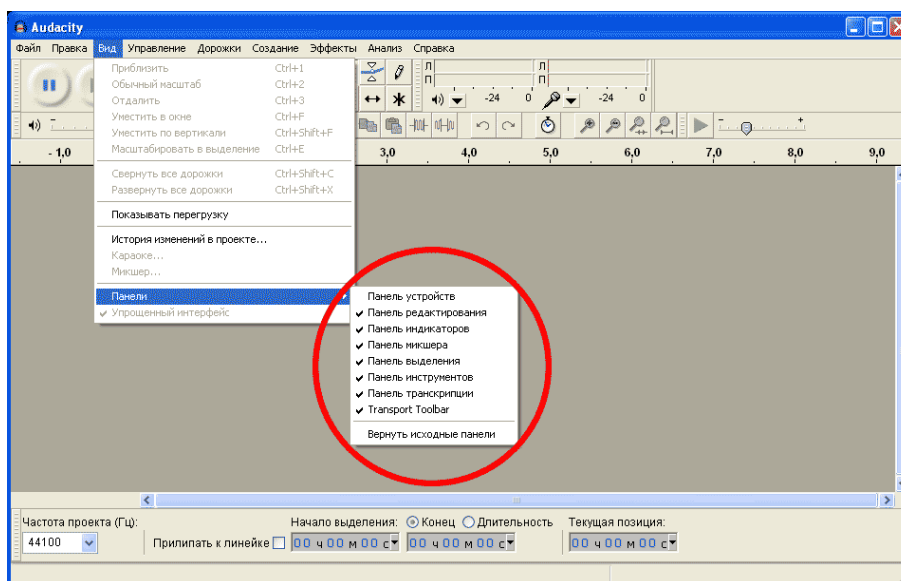 Audacity
Файл Правка Вид Управление Дорожки Создание Эффекты Анализ Справка
Приблизить Ctrl+1
Обычный масштаб Ctrl+2
Отдалить Ctrl+3
Уместить в окне Ctrl+F
Уместить по вертикали Ctrl+Shift+F
Масштабировать в выделение Ctrl+E
Свернуть все дорожки Ctrl+Shift+C
Развернуть все дорожки Ctrl+Shift+X
Показывать перегрузку
История изменений в проекте...
Караоке...
Микшер...
Панели
Упрощенный интерфейс
Л Л
П П
-24 0 -24 0
- 1,0 3,0 4,0 5,0 6,0 7,0 8,0 9,0
Панель устройств
Панель редактирования
Панель индикаторов
Панель микшера
Панель выделения
Панель инструментов
Панель транскрипции
Transport Toolbar
Вернуть исходные панели
Частота проекта (Гц): Начало выделения: Конец Длительность Текущая позиция:
44100 Прилипать к линейке 00 ч 00 м 00 с 00 ч 00 м 00 с 00 ч 00 м 00 с